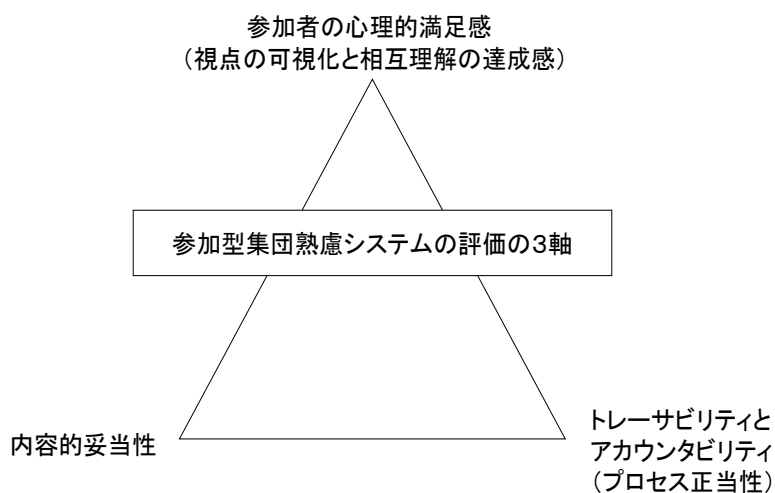 参加者の心理的満足感
(視点の可視化と相互理解の達成感)
参加型集団熟慮システムの評価の3軸
内容的妥当性
トレーサビリティと
アカウンタビリティ
(プロセス正当性)